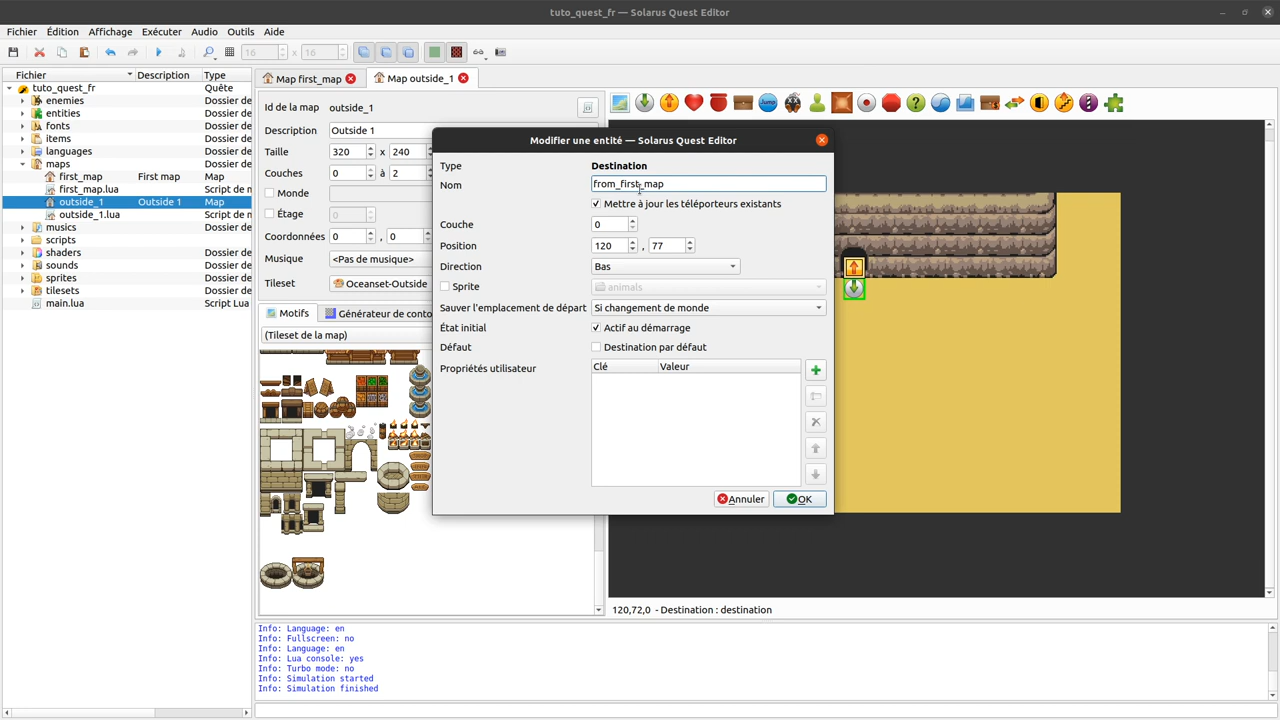 tuto_quest_fr — Solarus Quest Editor
Fichier Édition Affichage Exécuter Audio Outils Aide
16 x 16
Fichier Description Type
tuto_quest_fr Quête
enemies Dossier de
entities Dossier de
fonts Dossier de
items Dossier de
languages Dossier de
maps Dossier de
first_map First map Map
first_map.lua Script de m
outside_1 Outside 1 Map
outside_1.lua Script de m
musics Dossier de
scripts Dossier de
shaders Dossier de
sounds Dossier de
sprites Dossier de
tilesets Dossier de
main.lua Script Lua
Map first_map Map outside_1
Id de la map outside_1
Description Outside 1
Taille 320 x 240
Couches 0 à 2
Monde
Étage 0
Coordonnées 0 , 0
Musique <Pas de musique>
Tileset Oceanset-Outside
Motifs Générateur de conto
(Tileset de la map)
Jump
Modifier une entité — Solarus Quest Editor
Type Destination
Nom from_first_map
Mettre à jour les téléporteurs existants
Couche 0
Position 120 , 77
Direction Bas
Sprite animals
Sauver l'emplacement de départ Si changement de monde
État initial Actif au démarrage
Défaut Destination par défaut
Propriétés utilisateur Clé Valeur
Annuler OK
120,72,0 - Destination : destination
Info: Language: en
Info: Fullscreen: no
Info: Language: en
Info: Lua console: yes
Info: Turbo mode: no
Info: Simulation started
Info: Simulation finished